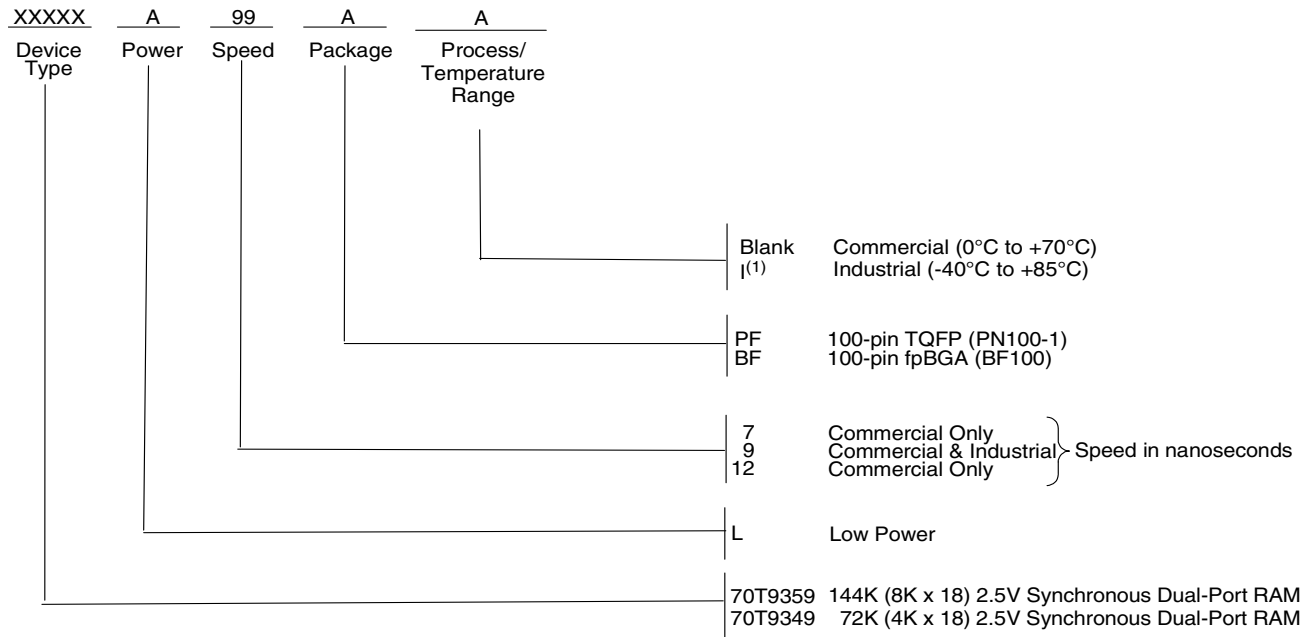 XXXXX A 99 A A
Device Type Power Speed Package Process/ Temperature Range
Blank Commercial (0°C to +70°C)
I(1) Industrial (-40°C to +85°C)
PF 100-pin TQFP (PN100-1)
BF 100-pin fpBGA (BF100)
7 Commercial Only
9 Commercial & Industrial Speed in nanoseconds
12 Commercial Only
L Low Power
70T9359 144K (8K x 18) 2.5V Synchronous Dual-Port RAM
70T9349 72K (4K x 18) 2.5V Synchronous Dual-Port RAM